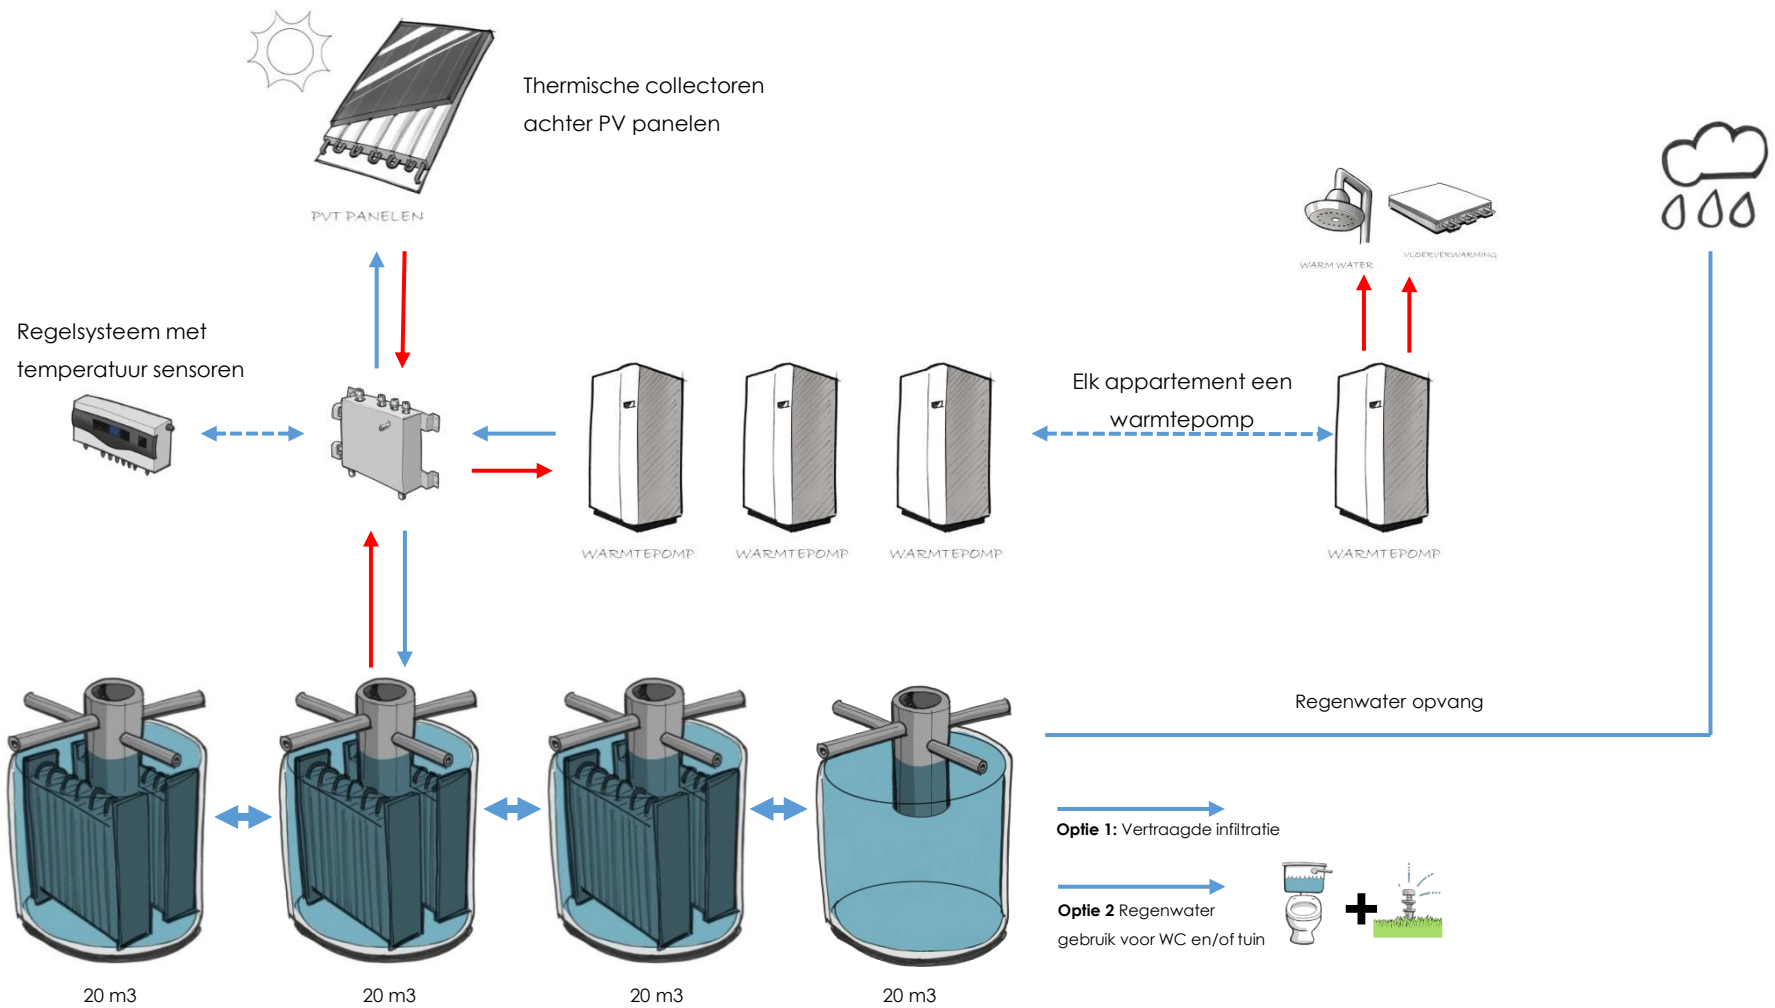 Thermische collectoren
achter PV panelen
PVT PANELEN
WARM WATER
VLOERVERWARMING
Regelsysteem met
temperatuur sensoren
Elk appartement een
warmtepomp
WARMTEPOMP
WARMTEPOMP
WARMTEPOMP
WARMTEPOMP
Regenwater opvang
Optie 1: Vertraagde infiltratie
Optie 2 Regenwater
gebruik voor WC en/of tuin
20 m3
20 m3
20 m3
20 m3